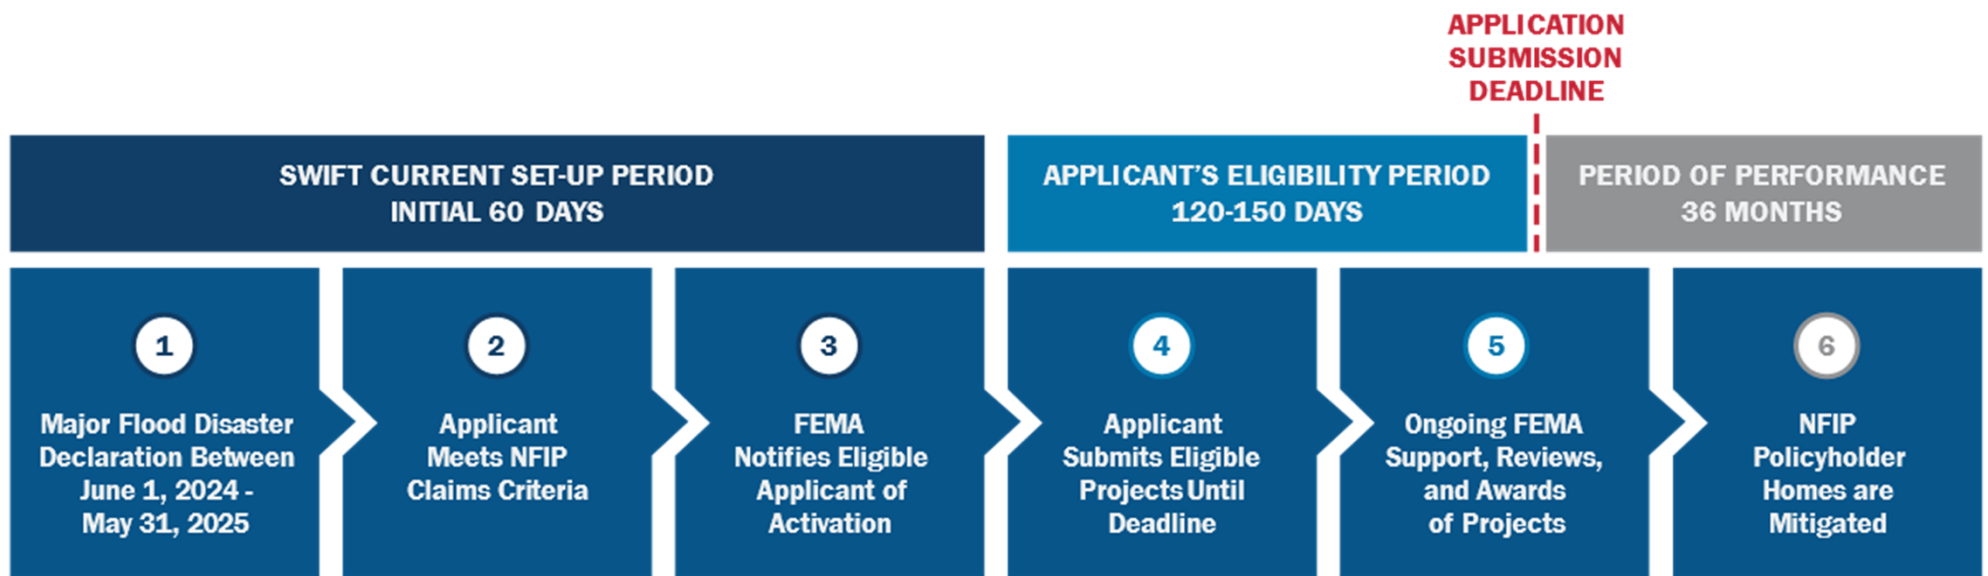 APPLICATION
SUBMISSION
DEADLINE
SWIFT CURRENT SET-UP PERIOD
INITIAL 60 DAYS
APPLICANT'S ELIGIBILITY PERIOD
120-150 DAYS
PERIOD OF PERFORMANCE
36 MONTHS
1
Major Flood Disaster
Declaration Between
June 1, 2024 -
May 31, 2025
2
Applicant
Meets NFIP
Claims Criteria
3
FEMA
Notifies Eligible
Applicant of
Activation
4
Applicant
Submits Eligible
Projects Until
Deadline
5
Ongoing FEMA
Support, Reviews,
and Awards
of Projects
6
NFIP
Policyholder
Homes are
Mitigated